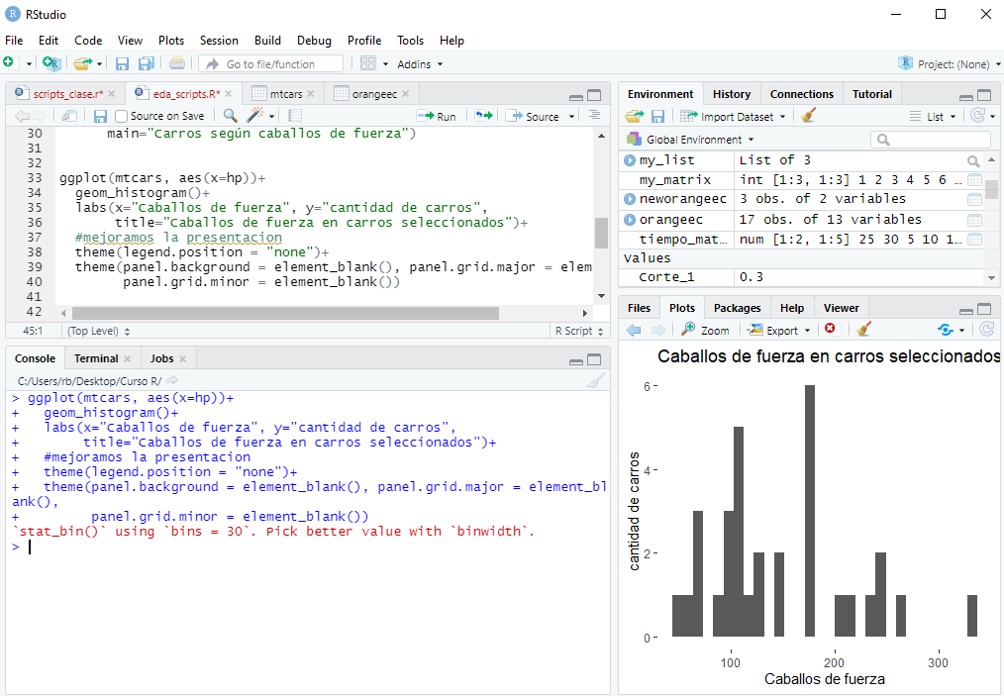 RStudio
File Edit Code View Plots Session Build Debug Profile Tools Help
Go to file/function Addins Project: (None)
scripts_clase.r* eda_scripts.R* mtcars orangeec
Source on Save Run Source
30 main="Carros según caballos de fuerza")
31
32
33 ggplot(mtcars, aes(x=hp))+
34 geom_histogram()+
35 labs(x="Caballos de fuerza", y="cantidad de carros",
36 title="Caballos de fuerza en carros seleccionados")+
37 #mejoramos la presentacion
38 theme(legend.position = "none")+
39 theme(panel.background = element_blank(), panel.grid.major = elem
40 panel.grid.minor = element_blank())
41
42
45:1 (Top Level) R Script
Console Terminal Jobs
C:/Users/rb/Desktop/Curso R/
> ggplot(mtcars, aes(x=hp))+
+ geom_histogram()+
+ labs(x="Caballos de fuerza", y="cantidad de carros",
+ title="Caballos de fuerza en carros seleccionados")+
+ #mejoramos la presentacion
+ theme(legend.position = "none")+
+ theme(panel.background = element_blank(), panel.grid.major = element_bl
ank(),
+ panel.grid.minor = element_blank())
`stat_bin()` using `bins = 30`. Pick better value with `binwidth`.
>
Environment History Connections Tutorial
Import Dataset List
Global Environment
my_list List of 3
my_matrix int [1:3, 1:3] 1 2 3 4 5 6 …
neworangeec 3 obs. of 2 variables
orangeec 17 obs. of 13 variables
tiempo_mat… num [1:2, 1:5] 25 30 5 10 1…
Values
Corte_1 0.3
Files Plots Packages Help Viewer
Zoom Export
Caballos de fuerza en carros seleccionados
cantidad de carros
6
4
2
0
100 200 300
Caballos de fuerza